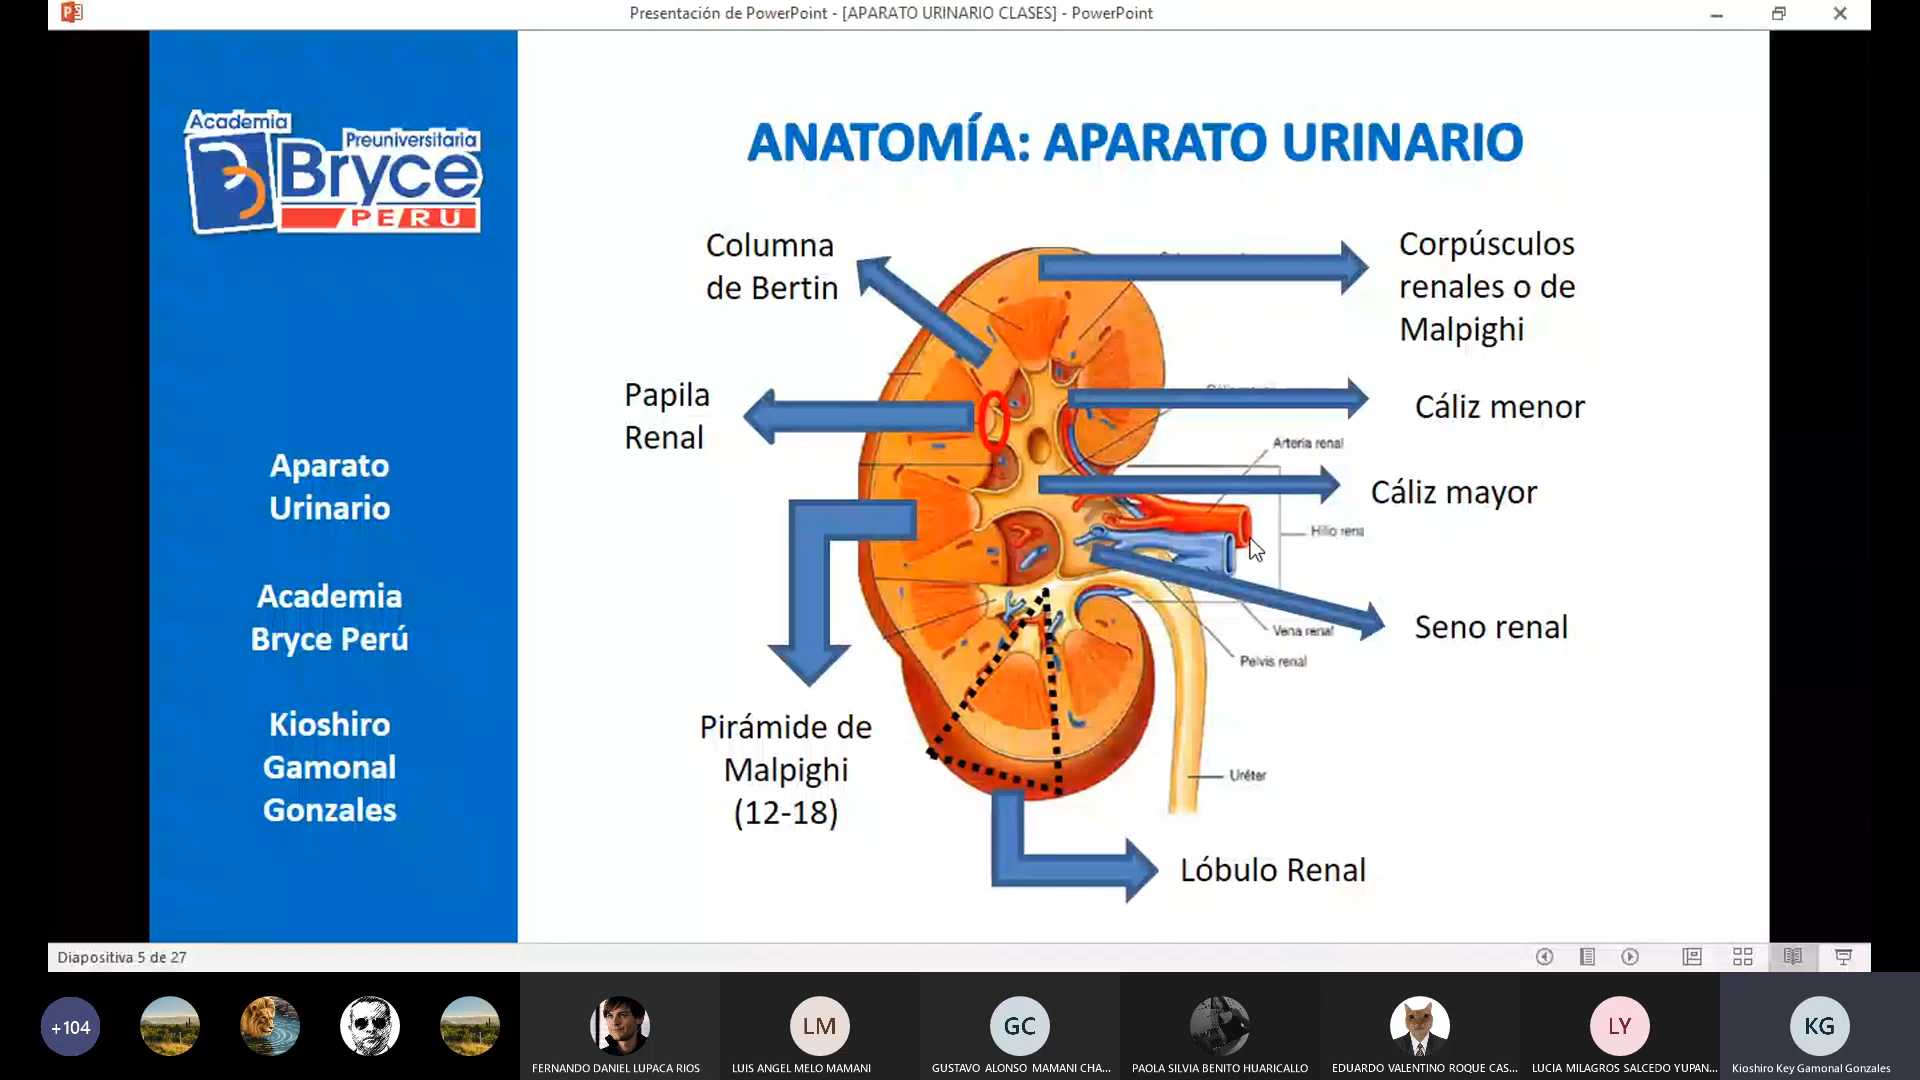 Presentación de PowerPoint - [APARATO URINARIO CLASES] - PowerPoint
Academia
Preuniversitaria
Bryce
PERÚ
Aparato
Urinario
Academia
Bryce Perú
Kioshiro
Gamonal
Gonzales
ANATOMÍA: APARATO URINARIO
Columna
de Bertin
Corpúsculos
renales o de
Malpighi
Papila
Renal
Cáliz menor
Arteria renal
Cáliz mayor
Hilio rena
Seno renal
Vena renal
Pelvis renal
Pirámide de
Malpighi
(12-18)
Uréter
Lóbulo Renal
Diapositiva 5 de 27
+104
LM
GC
LY
KG
FERNANDO DANIEL LUPACA RIOS
LUIS ANGEL MELO MAMANI
GUSTAVO ALONSO MAMANI CHA...
PAOLA SILVIA BENITO HUARICALLO
EDUARDO VALENTINO ROQUE CAS...
LUCIA MILAGROS SALCEDO YUPAN...
Kioshiro Key Gamonal Gonzales